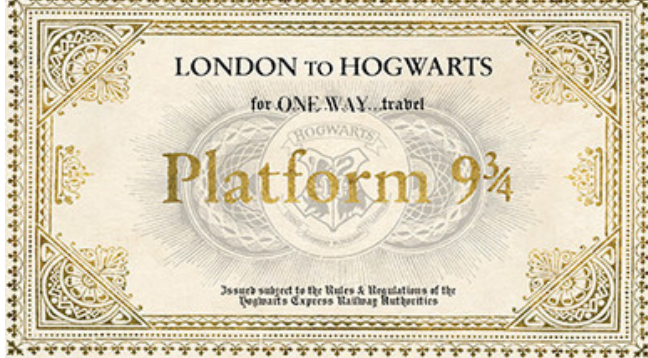 LONDON TO HOGWARTS
for ONE WAY...travel
HOGWARTS
Platform 9¾
Issued subject to the Rules & Regulations of the
Hogwarts Express Railway Authorities